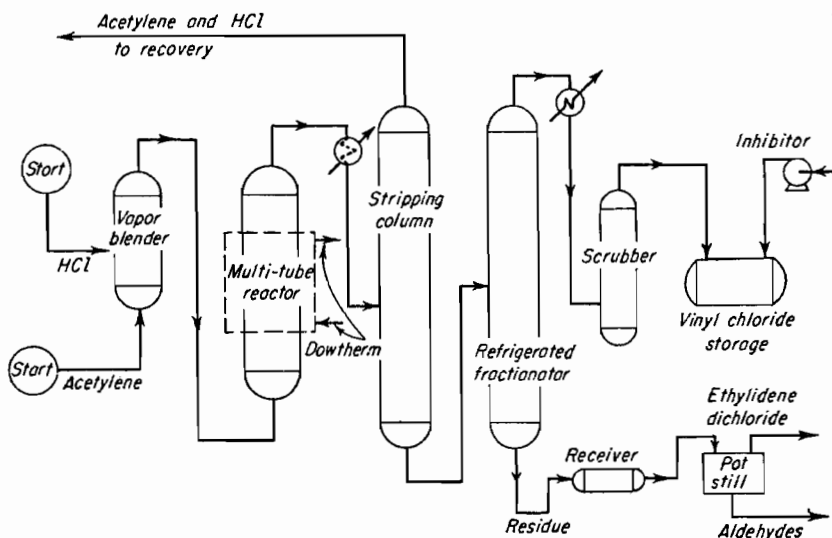 Acetylene and HCl
to recovery
Start
HCl
Vapor
blender
Start
Acetylene
Multi-tube
reactor
Dowtherm
Stripping
column
Refrigerated
fractionator
Scrubber
Inhibitor
Vinyl chloride
storage
Residue
Receiver
Pot
still
Ethylidene
dichloride
Aldehydes